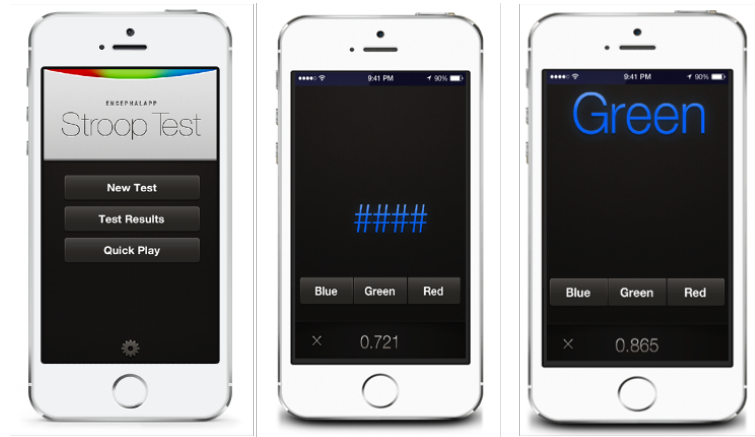 ENCEPHALAPP
Stroop Test
New Test
Test Results
Quick Play
9:41 PM 90%
####
Blue Green Red
× 0.721
9:41 PM 90%
Green
Blue Green Red
× 0.865